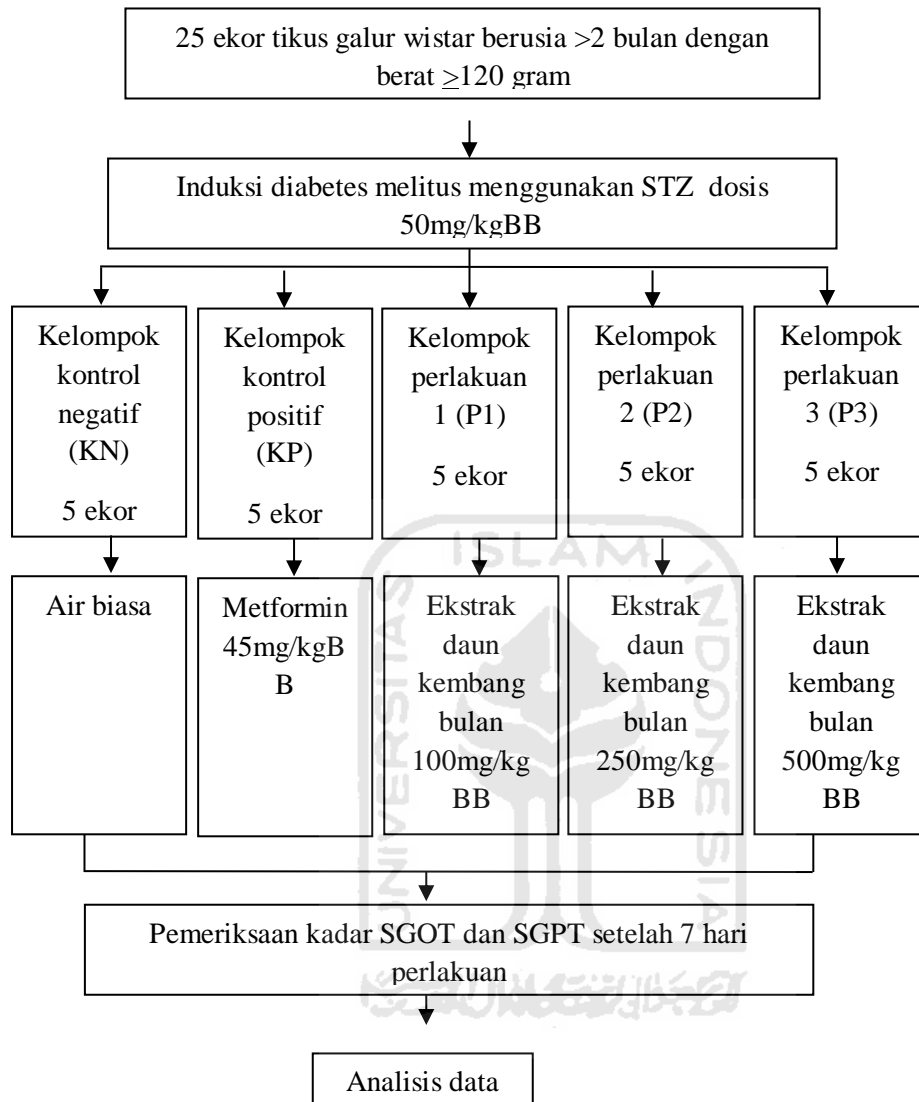 25 ekor tikus galur wistar berusia >2 bulan dengan
berat ≥120 gram
Induksi diabetes melitus menggunakan STZ dosis
50mg/kgBB
Kelompok
kontrol
negatif
(KN)
5 ekor
Kelompok
kontrol
positif
(KP)
5 ekor
Kelompok
perlakuan
1 (P1)
5 ekor
Kelompok
perlakuan
2 (P2)
5 ekor
Kelompok
perlakuan
3 (P3)
5 ekor
Air biasa
Metformin
45mg/kgB
B
Ekstrak
daun
kembang
bulan
100mg/kg
BB
Ekstrak
daun
kembang
bulan
250mg/kg
BB
Ekstrak
daun
kembang
bulan
500mg/kg
BB
UNIVERSITAS
ISLAM
INDONESIA
Pemeriksaan kadar SGOT dan SGPT setelah 7 hari
perlakuan
Analisis data